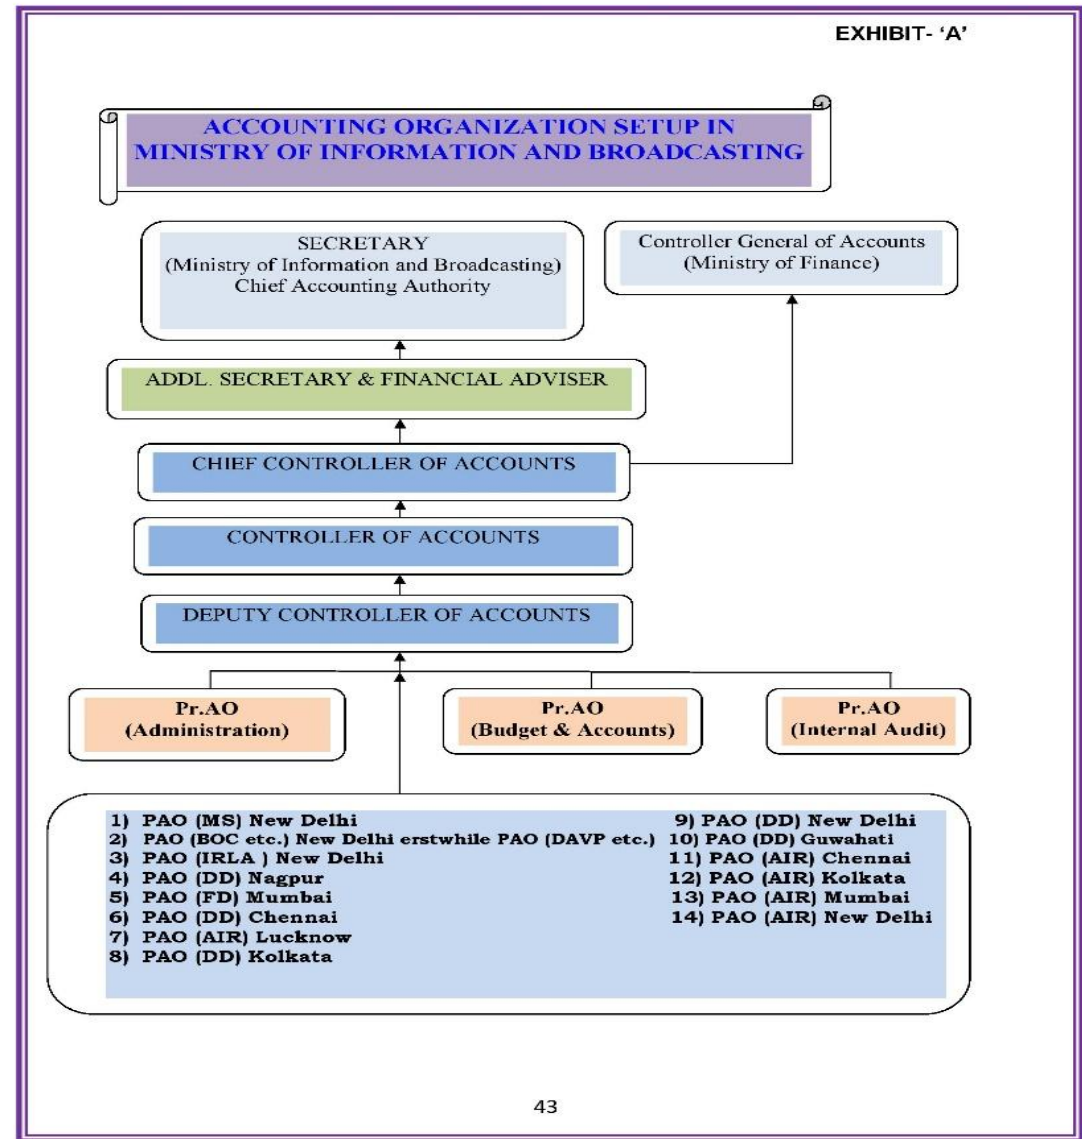 EXHIBIT- ‘A’
ACCOUNTING ORGANIZATION SETUP IN
MINISTRY OF INFORMATION AND BROADCASTING
SECRETARY
(Ministry of Information and Broadcasting)
Chief Accounting Authority
Controller General of Accounts
(Ministry of Finance)
ADDL. SECRETARY & FINANCIAL ADVISER
CHIEF CONTROLLER OF ACCOUNTS
CONTROLLER OF ACCOUNTS
DEPUTY CONTROLLER OF ACCOUNTS
Pr.AO
(Administration)
Pr.AO
(Budget & Accounts)
Pr.AO
(Internal Audit)
1) PAO (MS) New Delhi
2) PAO (BOC etc.) New Delhi erstwhile PAO (DAVP etc.)
3) PAO (IRLA ) New Delhi
4) PAO (DD) Nagpur
5) PAO (FD) Mumbai
6) PAO (DD) Chennai
7) PAO (AIR) Lucknow
8) PAO (DD) Kolkata
9) PAO (DD) New Delhi
10) PAO (DD) Guwahati
11) PAO (AIR) Chennai
12) PAO (AIR) Kolkata
13) PAO (AIR) Mumbai
14) PAO (AIR) New Delhi
43